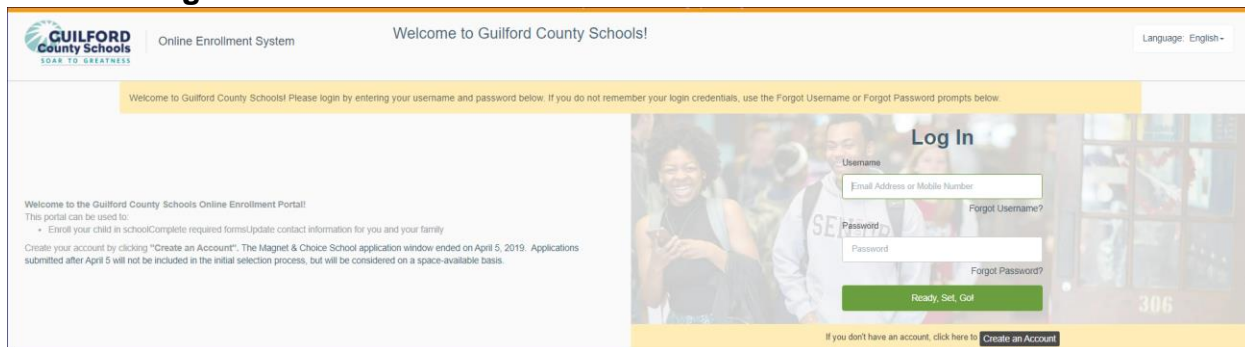 GUILFORD
County Schools
SOAR TO GREATNESS
Online Enrollment System
Welcome to Guilford County Schools!
Language: English
Welcome to Guilford County Schools! Please login by entering your username and password below. If you do not remember your login credentials, use the Forgot Username or Forgot Password prompts below.
Welcome to the Guilford County Schools Online Enrollment Portal!
This portal can be used to:
• Enroll your child in schoolComplete required formsUpdate contact information for you and your family
Create your account by clicking "Create an Account". The Magnet & Choice School application window ended on April 5, 2019. Applications
submitted after April 5 will not be included in the initial selection process, but will be considered on a space-available basis.
Log In
Username
Email Address or Mobile Number
Forgot Username?
SENIOR
Password
Password
Forgot Password?
Ready, Set, Go!
306
If you don't have an account, click here to Create an Account